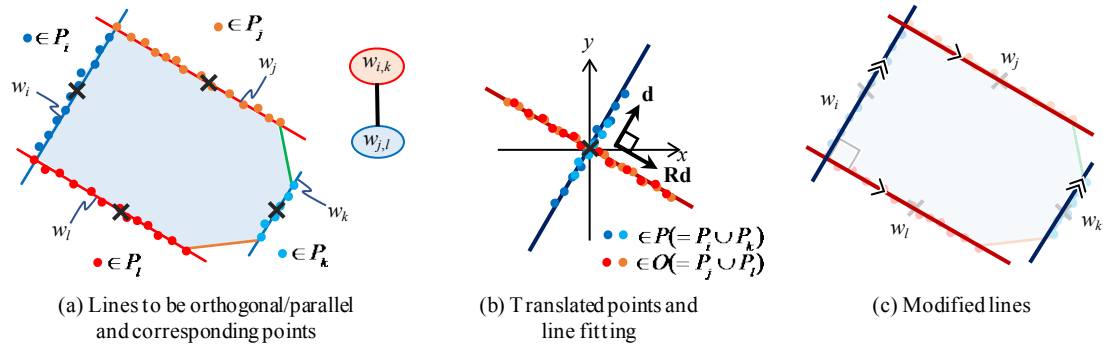 ∈ P_i
∈ P_j
w_i
w_j
w_{i,k}
w_{j,l}
w_k
w_l
∈ P_l
∈ P_k
(a) Lines to be orthogonal/parallel
and corresponding points
y
d
x
Rd
∈ P(= P_i ∪ P_k)
∈ O(= P_j ∪ P_l)
(b) Translated points and
line fitting
w_j
w_i
w_l
w_k
(c) Modified lines